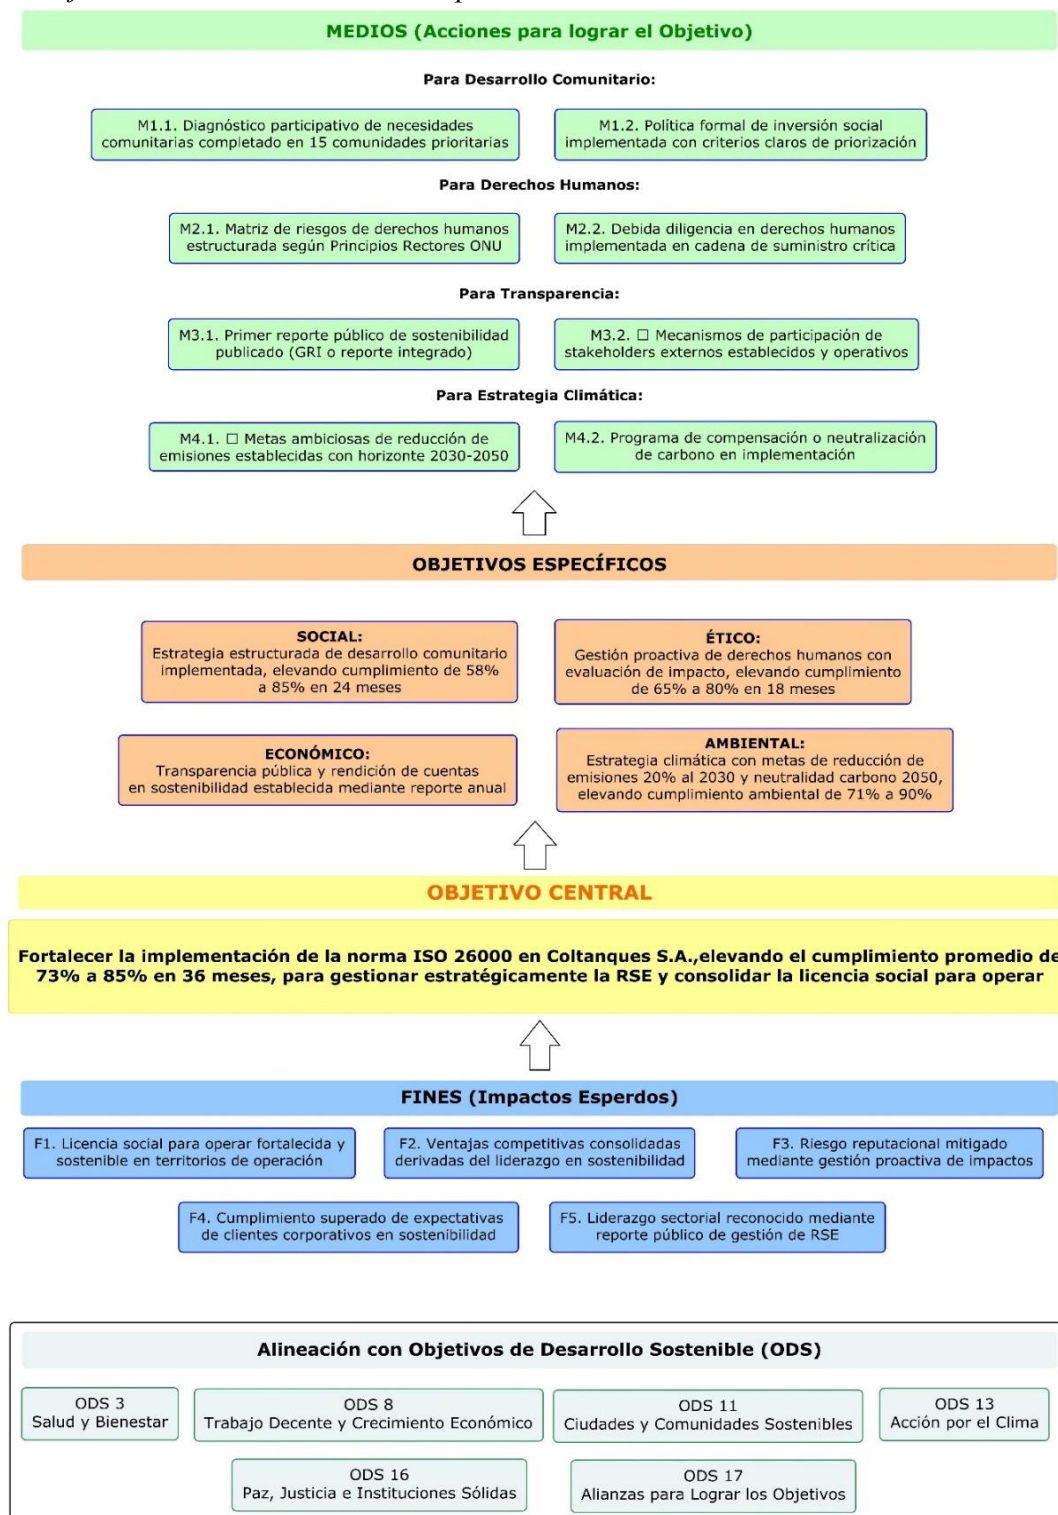 MEDIOS (Acciones para lograr el Objetivo)
Para Desarrollo Comunitario:
M1.1. Diagnóstico participativo de necesidades
comunitarias completado en 15 comunidades prioritarias
M1.2. Política formal de inversión social
implementada con criterios claros de priorización
Para Derechos Humanos:
M2.1. Matriz de riesgos de derechos humanos
estructurada según Principios Rectores ONU
M2.2. Debida diligencia en derechos humanos
implementada en cadena de suministro crítica
Para Transparencia:
M3.1. Primer reporte público de sostenibilidad
publicado (GRI o reporte integrado)
M3.2. □ Mecanismos de participación de
stakeholders externos establecidos y operativos
Para Estrategia Climática:
M4.1. □ Metas ambiciosas de reducción de
emisiones establecidas con horizonte 2030-2050
M4.2. Programa de compensación o neutralización
de carbono en implementación
OBJETIVOS ESPECÍFICOS
SOCIAL:
Estrategia estructurada de desarrollo comunitario
implementada, elevando cumplimiento de 58%
a 85% en 24 meses
ÉTICO:
Gestión proactiva de derechos humanos con
evaluación de impacto, elevando cumplimiento
de 65% a 80% en 18 meses
ECONÓMICO:
Transparencia pública y rendición de cuentas
en sostenibilidad establecida mediante reporte anual
AMBIENTAL:
Estrategia climática con metas de reducción de
emisiones 20% al 2030 y neutralidad carbono 2050,
elevando cumplimiento ambiental de 71% a 90%
OBJETIVO CENTRAL
Fortalecer la implementación de la norma ISO 26000 en Coltanques S.A.,elevando el cumplimiento promedio de
73% a 85% en 36 meses, para gestionar estratégicamente la RSE y consolidar la licencia social para operar
FINES (Impactos Esperdos)
F1. Licencia social para operar fortalecida y
sostenible en territorios de operación
F2. Ventajas competitivas consolidadas
derivadas del liderazgo en sostenibilidad
F3. Riesgo reputacional mitigado
mediante gestión proactiva de impactos
F4. Cumplimiento superado de expectativas
de clientes corporativos en sostenibilidad
F5. Liderazgo sectorial reconocido mediante
reporte público de gestión de RSE
Alineación con Objetivos de Desarrollo Sostenible (ODS)
ODS 3
Salud y Bienestar
ODS 8
Trabajo Decente y Crecimiento Económico
ODS 11
Ciudades y Comunidades Sostenibles
ODS 13
Acción por el Clima
ODS 16
Paz, Justicia e Instituciones Sólidas
ODS 17
Alianzas para Lograr los Objetivos